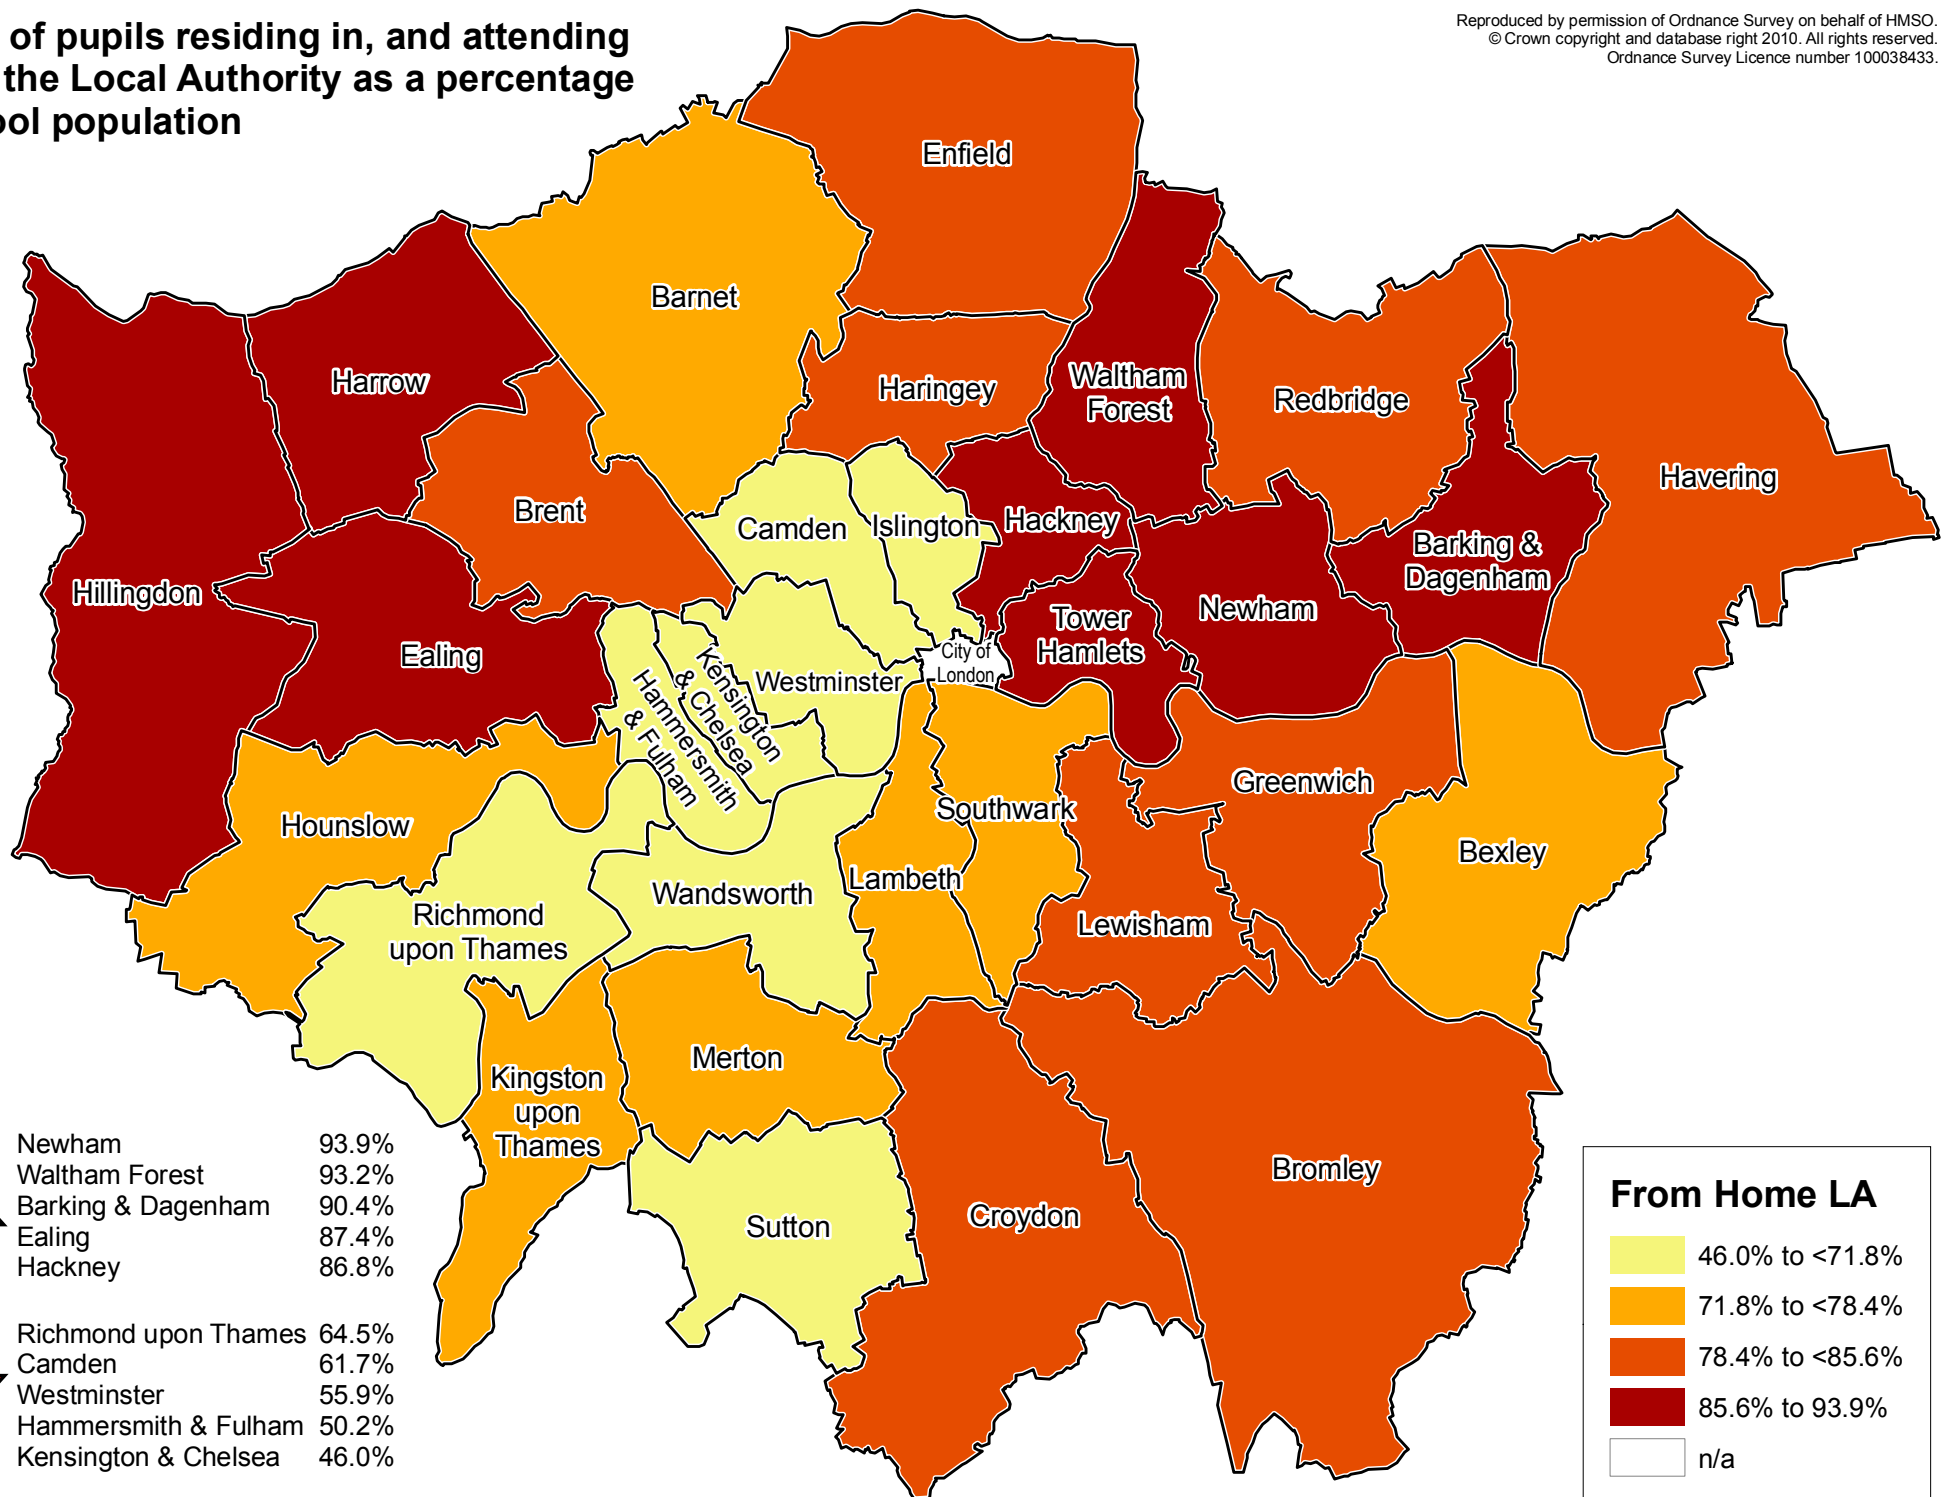 of pupils residing in, and attending
the Local Authority as a percentage
ool population
Reproduced by permission of Ordnance Survey on behalf of HMSO.
© Crown copyright and database right 2010. All rights reserved.
Ordnance Survey Licence number 100038433.
Enfield
Barnet
Harrow
Haringey
Waltham
Forest
Redbridge
Havering
Brent
Camden
Islington
Hackney
Barking &
Dagenham
Hillingdon
Ealing
Tower
Hamlets
Newham
City of
London
Westminster
Kensington
& Chelsea
Hammersmith
& Fulham
Hounslow
Southwark
Greenwich
Bexley
Lambeth
Wandsworth
Richmond
upon Thames
Lewisham
Merton
Kingston
upon
Thames
Sutton
Croydon
Bromley
Newham 93.9%
Waltham Forest 93.2%
Barking & Dagenham 90.4%
Ealing 87.4%
Hackney 86.8%
Richmond upon Thames 64.5%
Camden 61.7%
Westminster 55.9%
Hammersmith & Fulham 50.2%
Kensington & Chelsea 46.0%
From Home LA
46.0% to <71.8%
71.8% to <78.4%
78.4% to <85.6%
85.6% to 93.9%
n/a